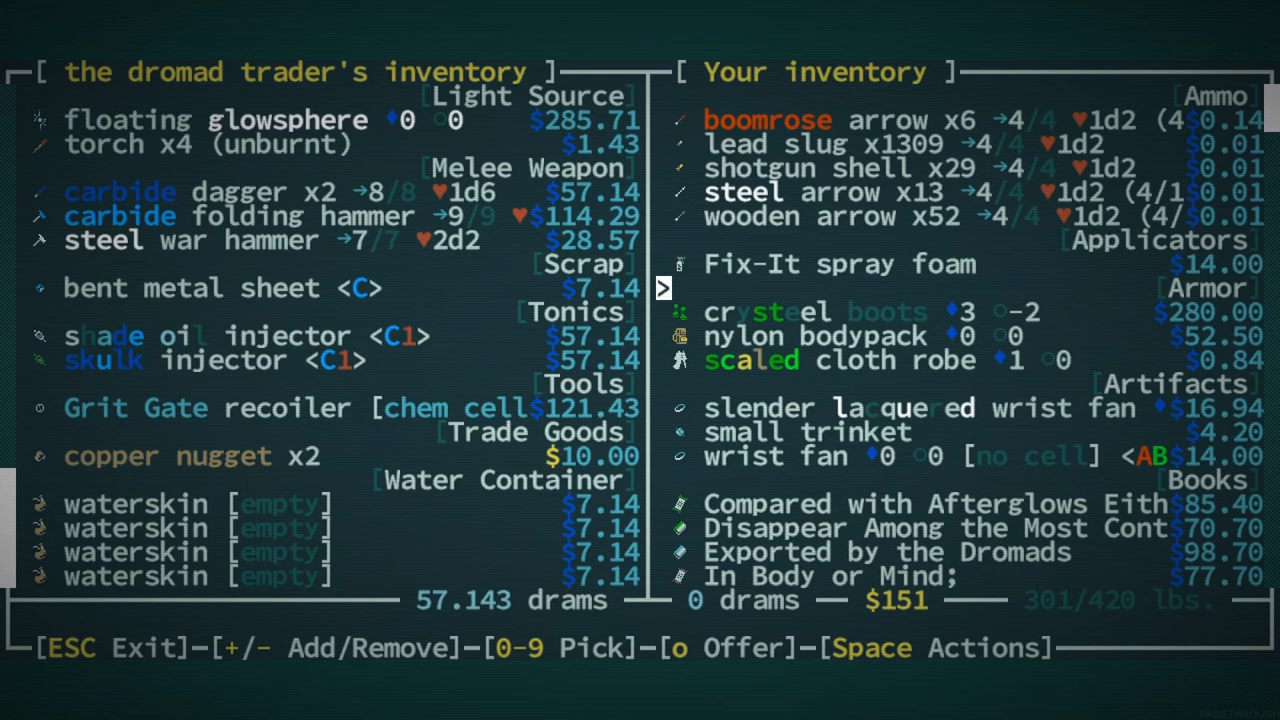 [ the dromad trader's inventory ]
[Light Source]
floating glowsphere ♦0 ○0 $285.71
torch x4 (unburnt) $1.43
[Melee Weapon]
carbide dagger x2 →8/8 ♥1d6 $57.14
carbide folding hammer →9/9 ♥$114.29
steel war hammer →7/7 ♥2d2 $28.57
[Scrap]
bent metal sheet <C> $7.14
[Tonics]
shade oil injector <C1> $57.14
skulk injector <C1> $57.14
[Tools]
Grit Gate recoiler [chem cell$121.43
[Trade Goods]
copper nugget x2 $10.00
[Water Container]
waterskin [empty] $7.14
waterskin [empty] $7.14
waterskin [empty] $7.14
waterskin [empty] $7.14
57.143 drams
[ Your inventory ]
[Ammo]
boomrose arrow x6 →4/4 ♥1d2 (4$0.14
lead slug x1309 →4/4 ♥1d2 $0.01
shotgun shell x29 →4/4 ♥1d2 $0.01
steel arrow x13 →4/4 ♥1d2 (4/1$0.01
wooden arrow x52 →4/4 ♥1d2 (4/$0.01
[Applicators]
Fix-It spray foam $14.00
> [Armor]
crysteel boots ♦3 ○-2 $280.00
nylon bodypack ♦0 ○0 $52.50
scaled cloth robe ♦1 ○0 $0.84
[Artifacts]
slender lacquered wrist fan ♦$16.94
small trinket $4.20
wrist fan ♦0 ○0 [no cell] <AB$14.00
[Books]
Compared with Afterglows Eith$85.40
Disappear Among the Most Cont$70.70
Exported by the Dromads $98.70
In Body or Mind; $77.70
0 drams $151 301/420 lbs.
[ESC Exit] [+/- Add/Remove] [0-9 Pick] [o Offer] [Space Actions]